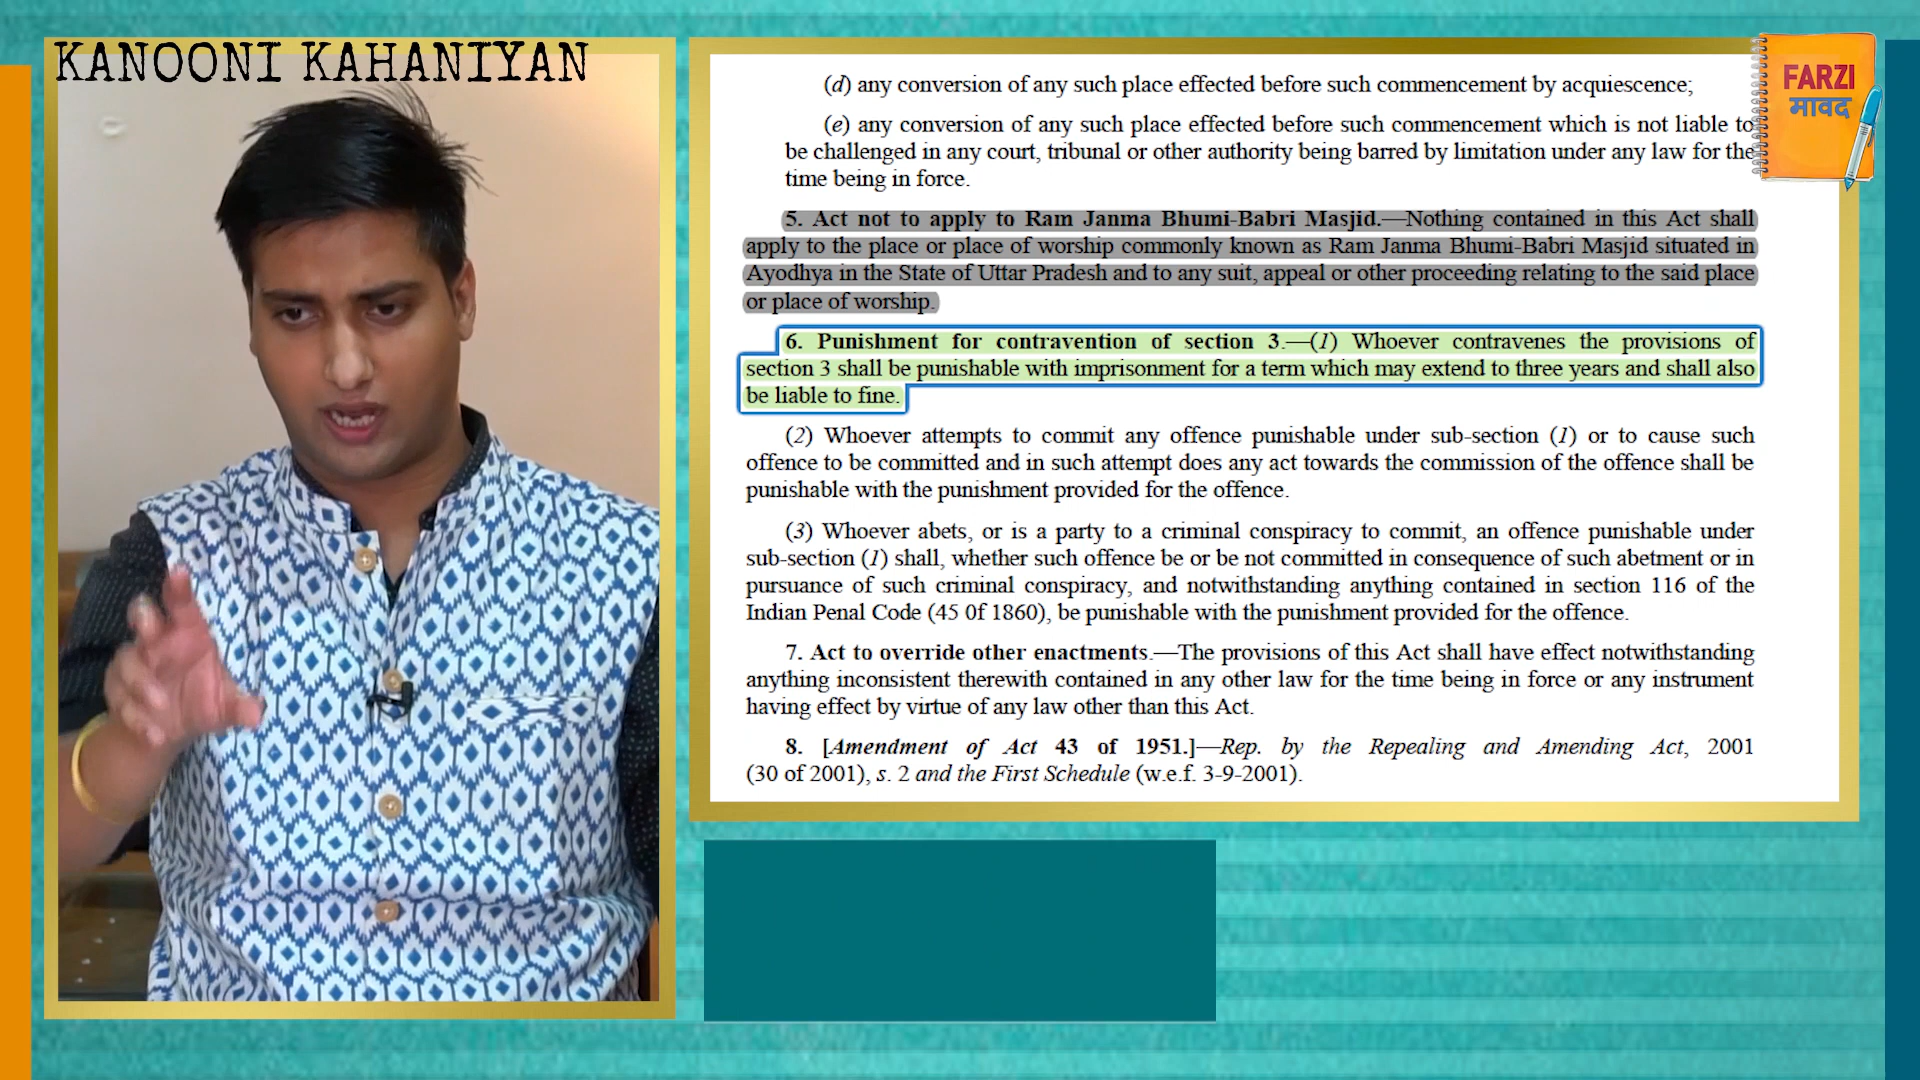 KANOONI KAHANIYAN
(d) any conversion of any such place effected before such commencement by acquiescence;
(e) any conversion of any such place effected before such commencement which is not liable to
be challenged in any court, tribunal or other authority being barred by limitation under any law for the
time being in force.
5. Act not to apply to Ram Janma Bhumi-Babri Masjid.—Nothing contained in this Act shall
apply to the place or place of worship commonly known as Ram Janma Bhumi-Babri Masjid situated in
Ayodhya in the State of Uttar Pradesh and to any suit, appeal or other proceeding relating to the said place
or place of worship.
6. Punishment for contravention of section 3.—(1) Whoever contravenes the provisions of
section 3 shall be punishable with imprisonment for a term which may extend to three years and shall also
be liable to fine.
(2) Whoever attempts to commit any offence punishable under sub-section (1) or to cause such
offence to be committed and in such attempt does any act towards the commission of the offence shall be
punishable with the punishment provided for the offence.
(3) Whoever abets, or is a party to a criminal conspiracy to commit, an offence punishable under
sub-section (1) shall, whether such offence be or be not committed in consequence of such abetment or in
pursuance of such criminal conspiracy, and notwithstanding anything contained in section 116 of the
Indian Penal Code (45 0f 1860), be punishable with the punishment provided for the offence.
7. Act to override other enactments.—The provisions of this Act shall have effect notwithstanding
anything inconsistent therewith contained in any other law for the time being in force or any instrument
having effect by virtue of any law other than this Act.
8. [Amendment of Act 43 of 1951.]—Rep. by the Repealing and Amending Act, 2001
(30 of 2001), s. 2 and the First Schedule (w.e.f. 3-9-2001).
FARZI
मावद